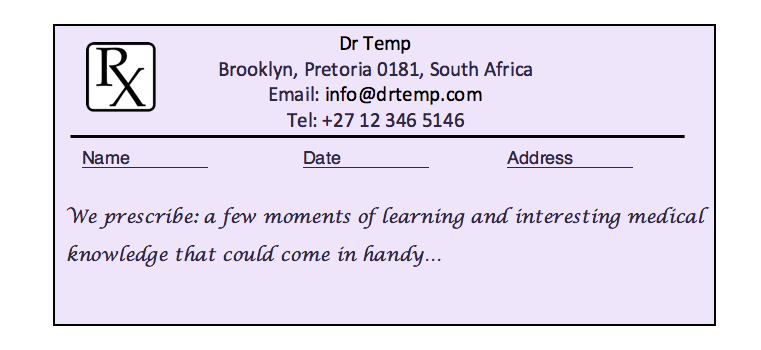 Rx
Dr Temp
Brooklyn, Pretoria 0181, South Africa
Email: info@drtemp.com
Tel: +27 12 346 5146
Name Date Address
We prescribe: a few moments of learning and interesting medical
knowledge that could come in handy...